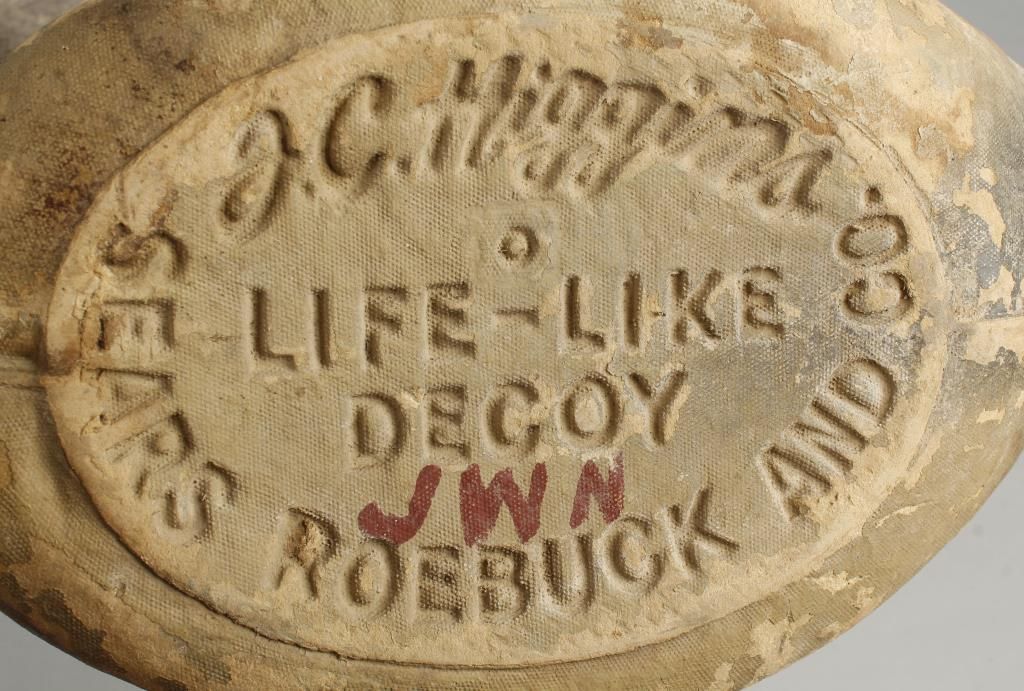 J.C. Higgins
LIFE-LIKE
DECOY
JWN
SEARS ROEBUCK AND CO.